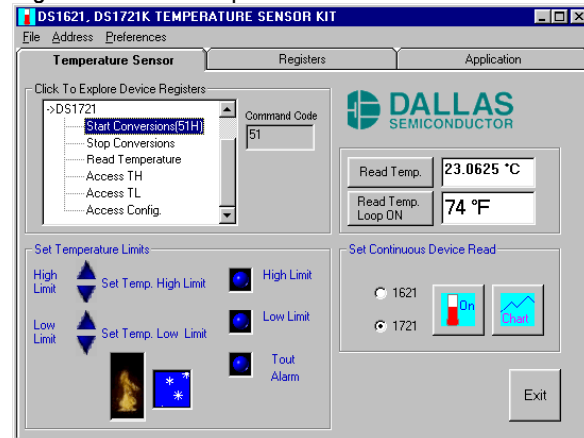 DS1621, DS1721K TEMPERATURE SENSOR KIT
File Address Preferences
Temperature Sensor Registers Application
Click To Explore Device Registers
->DS1721
Start Conversions(51H)
Stop Conversions
Read Temperature
Access TH
Access TL
Access Config.
Command Code
51
DALLAS
SEMICONDUCTOR
Read Temp.
23.0625 °C
Read Temp.
Loop ON
74 °F
Set Temperature Limits
High
Limit
Set Temp. High Limit
High Limit
Low
Limit
Set Temp. Low Limit
Low Limit
Tout
Alarm
Set Continuous Device Read
1621
1721
On
Chart
Exit